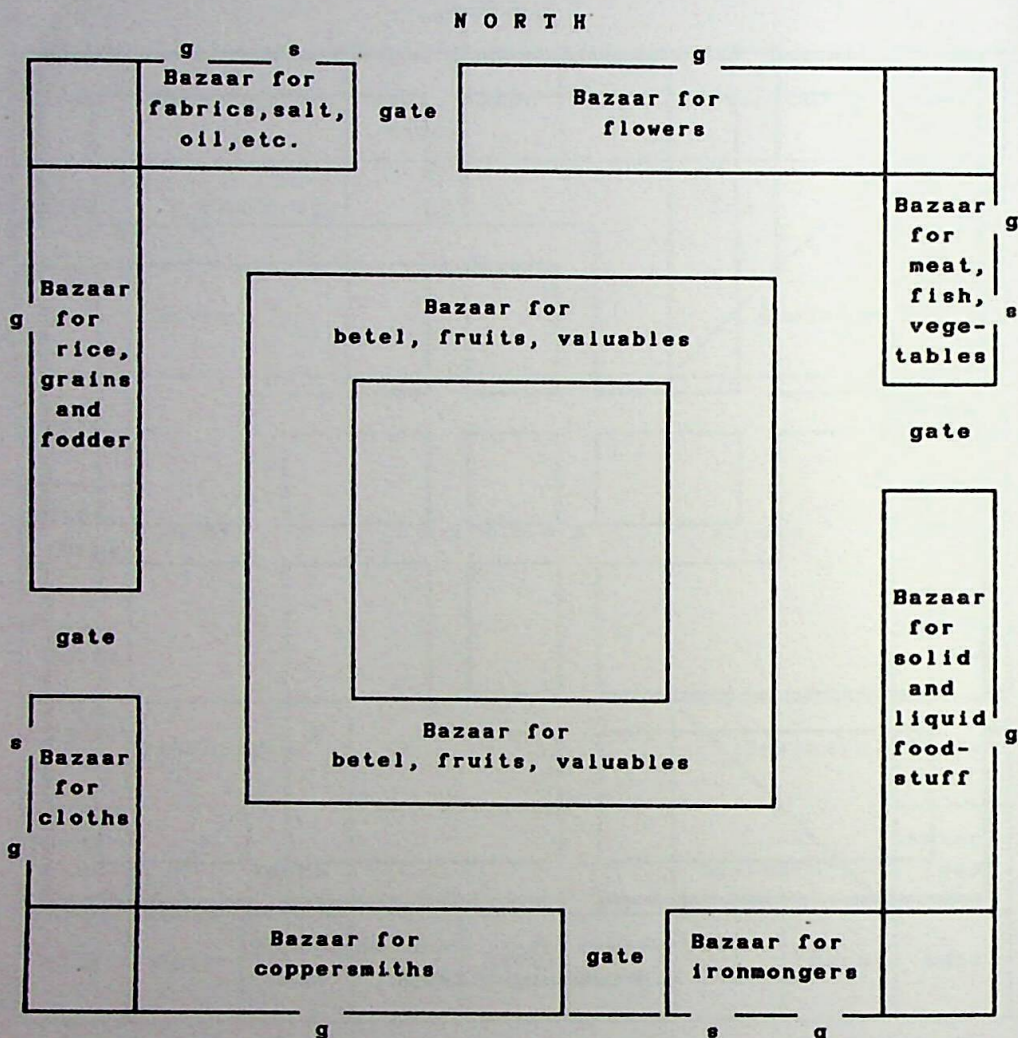 N O R T H
g s g
Bazaar for
fabrics,salt,
oil,etc.
gate
Bazaar for
flowers
Bazaar
for
meat,
fish,
vege-
tables
g
s
Bazaar
for
rice,
grains
and
fodder
g
Bazaar for
betel, fruits, valuables
gate
gate
Bazaar
for
solid
and
liquid
food-
stuff
g
Bazaar for
betel, fruits, valuables
s
Bazaar
for
cloths
g
Bazaar for
coppersmiths
gate
Bazaar for
ironmongers
g s g